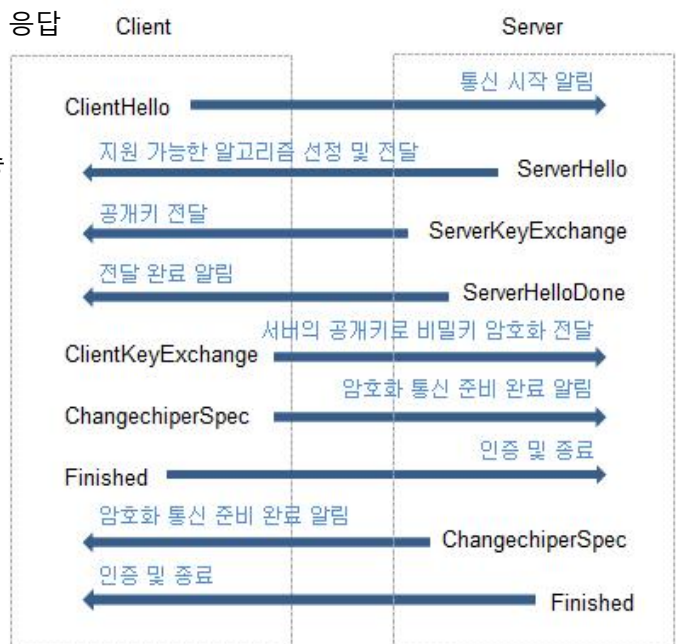 응답
Client Server
통신 시작 알림
ClientHello
지원 가능한 알고리즘 선정 및 전달
ServerHello
공개키 전달
ServerKeyExchange
전달 완료 알림
ServerHelloDone
서버의 공개키로 비밀키 암호화 전달
ClientKeyExchange
암호화 통신 준비 완료 알림
ChangechiperSpec
인증 및 종료
Finished
암호화 통신 준비 완료 알림
ChangechiperSpec
인증 및 종료
Finished